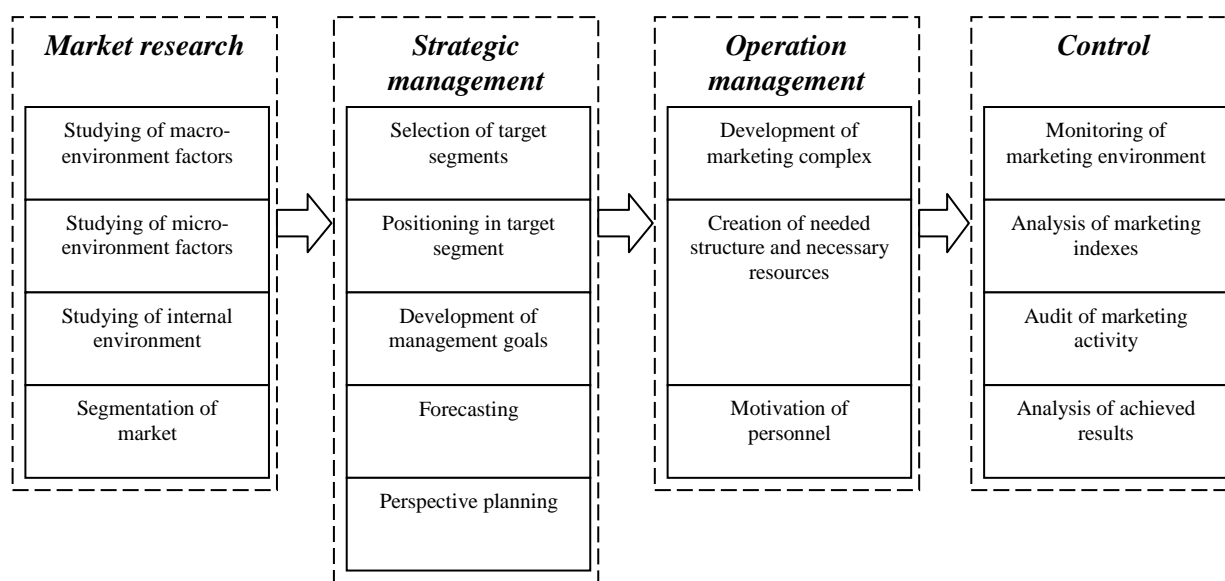 Market research
Studying of macro-
environment factors
Studying of micro-
environment factors
Studying of internal
environment
Segmentation of
market
Strategic
management
Selection of target
segments
Positioning in target
segment
Development of
management goals
Forecasting
Perspective planning
Operation
management
Development of
marketing complex
Creation of needed
structure and necessary
resources
Motivation of
personnel
Control
Monitoring of
marketing environment
Analysis of marketing
indexes
Audit of marketing
activity
Analysis of achieved
results